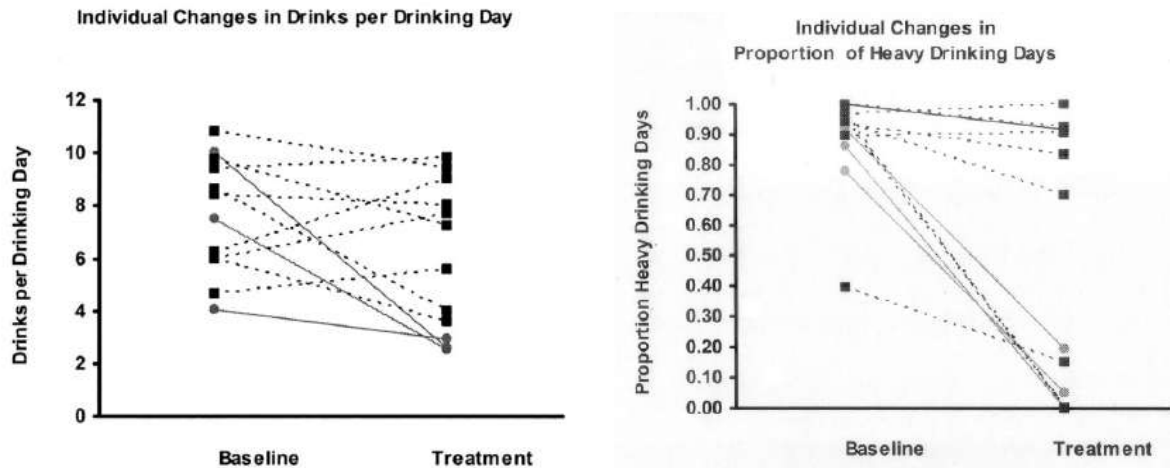 Individual Changes in Drinks per Drinking Day
Drinks per Drinking Day
12
10
8
6
4
2
0
Baseline
Treatment
Individual Changes in
Proportion of Heavy Drinking Days
Proportion Heavy Drinking Days
1.00
0.90
0.80
0.70
0.60
0.50
0.40
0.30
0.20
0.10
0.00
Baseline
Treatment